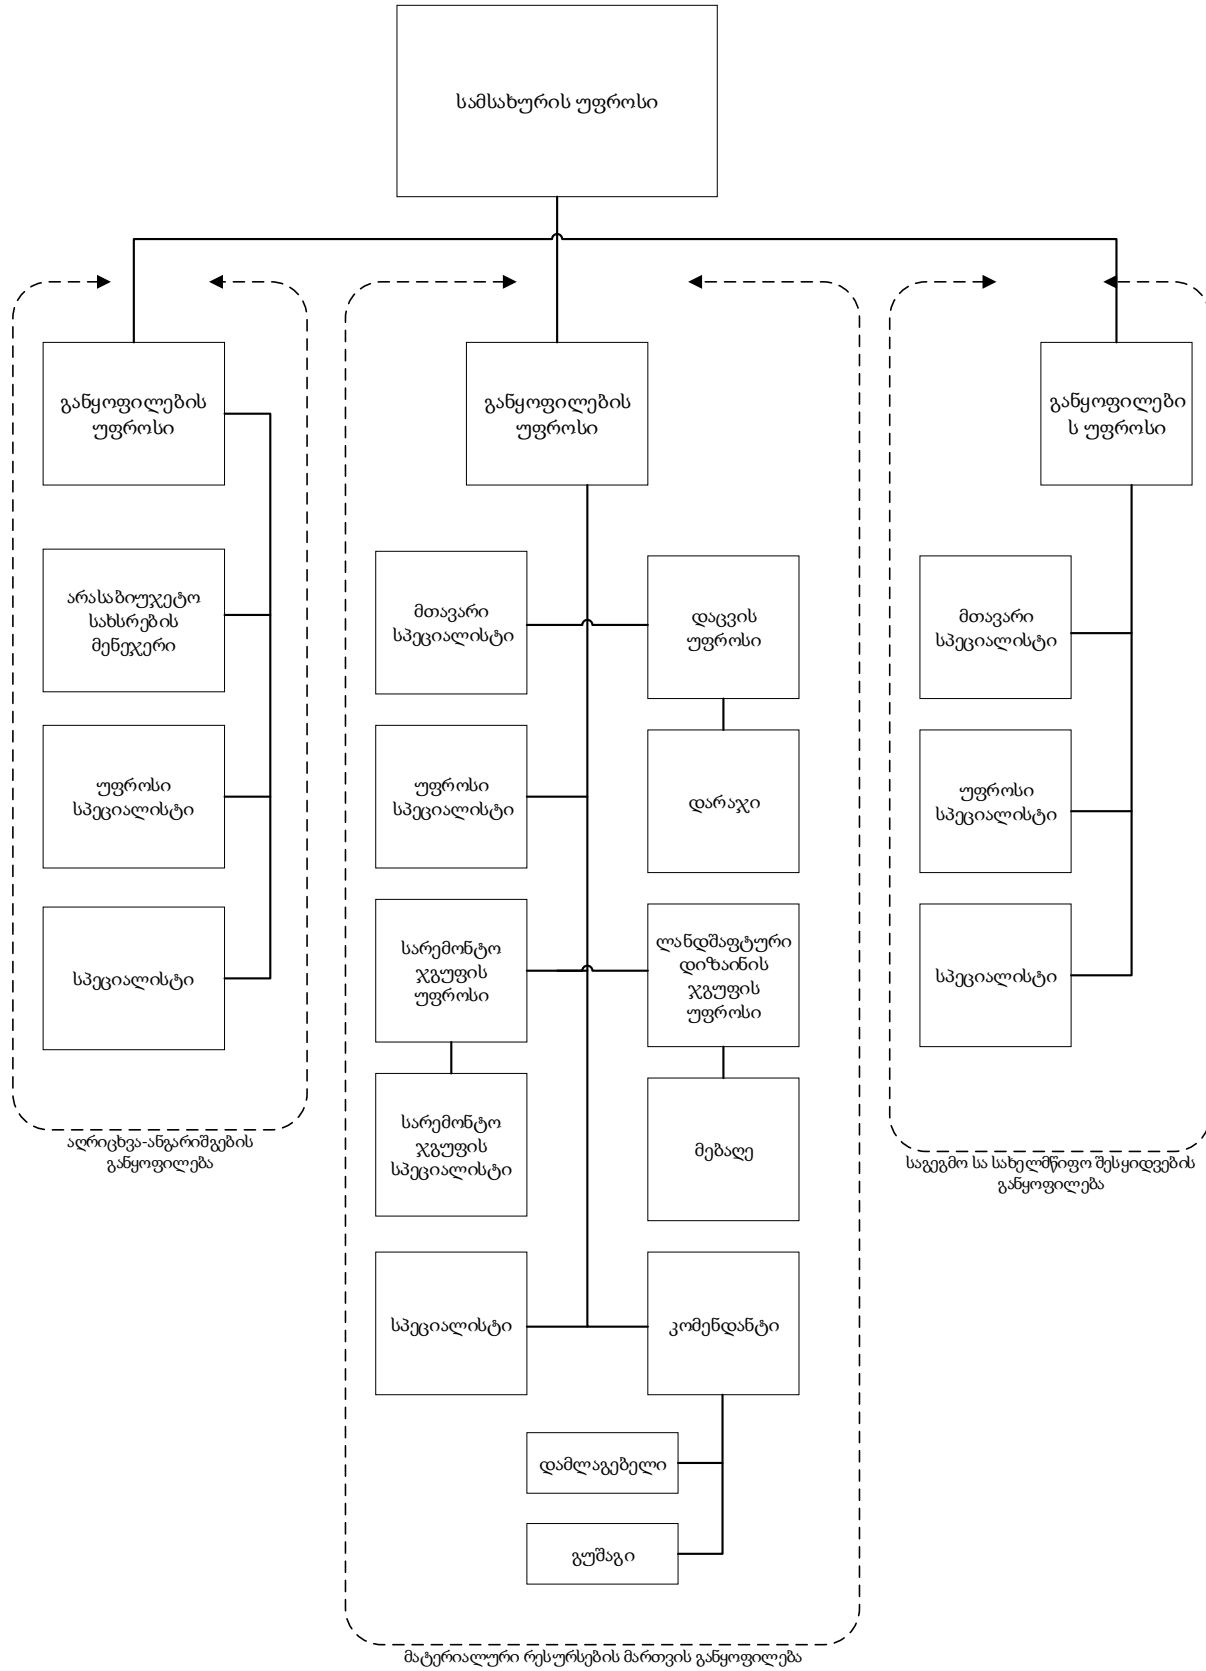 სამსახურის უფროსი
განყოფილების
უფროსი
არასაბიუჯეტო
სახსრების
მენეჯერი
უფროსი
სპეციალისტი
სპეციალისტი
აღრიცხვა-ანგარიშგების
განყოფილება
განყოფილების
უფროსი
მთავარი
სპეციალისტი
დაცვის
უფროსი
უფროსი
სპეციალისტი
დარაჯი
სარემონტო
ჯგუფის
უფროსი
ლანდშაფტური
დიზაინის
ჯგუფის
უფროსი
სარემონტო
ჯგუფის
სპეციალისტი
მებაღე
სპეციალისტი
კომენდანტი
დამლაგებელი
გუშაგი
მატერიალური რესურსების მართვის განყოფილება
განყოფილები
ს უფროსი
მთავარი
სპეციალისტი
უფროსი
სპეციალისტი
სპეციალისტი
საგეგმო სა სახელმწიფო შესყიდვების
განყოფილება